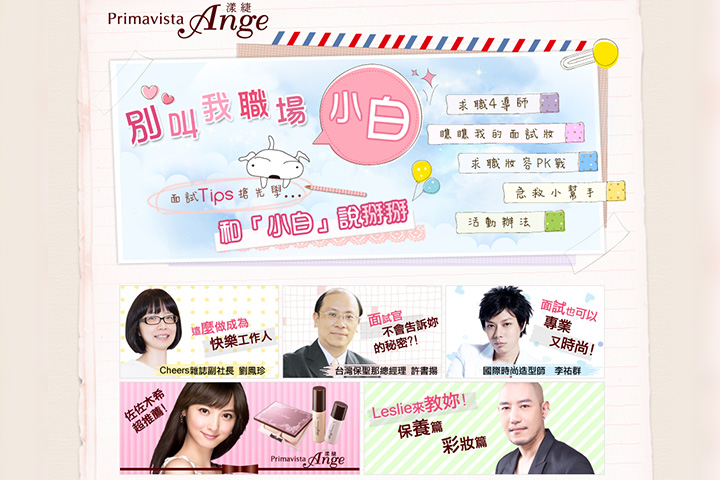 漾緁
Primavista Ange
別叫我職場
小白
面試Tips搶先學...
和「小白」說掰掰
求職4導師
瞧瞧我的面試妝
求職妝容PK戰
急救小幫手
活動辦法
這麼做成為
快樂工作人
Cheers雜誌副社長 劉鳳珍
面試官
不會告訴妳
的秘密?!
台灣保聖那總經理 許書揚
面試也可以
專業
又時尚!
國際時尚造型師 李祐群
佐佐木希
超推薦!
漾緁
Primavista Ange
Leslie來教妳!
保養篇
彩妝篇